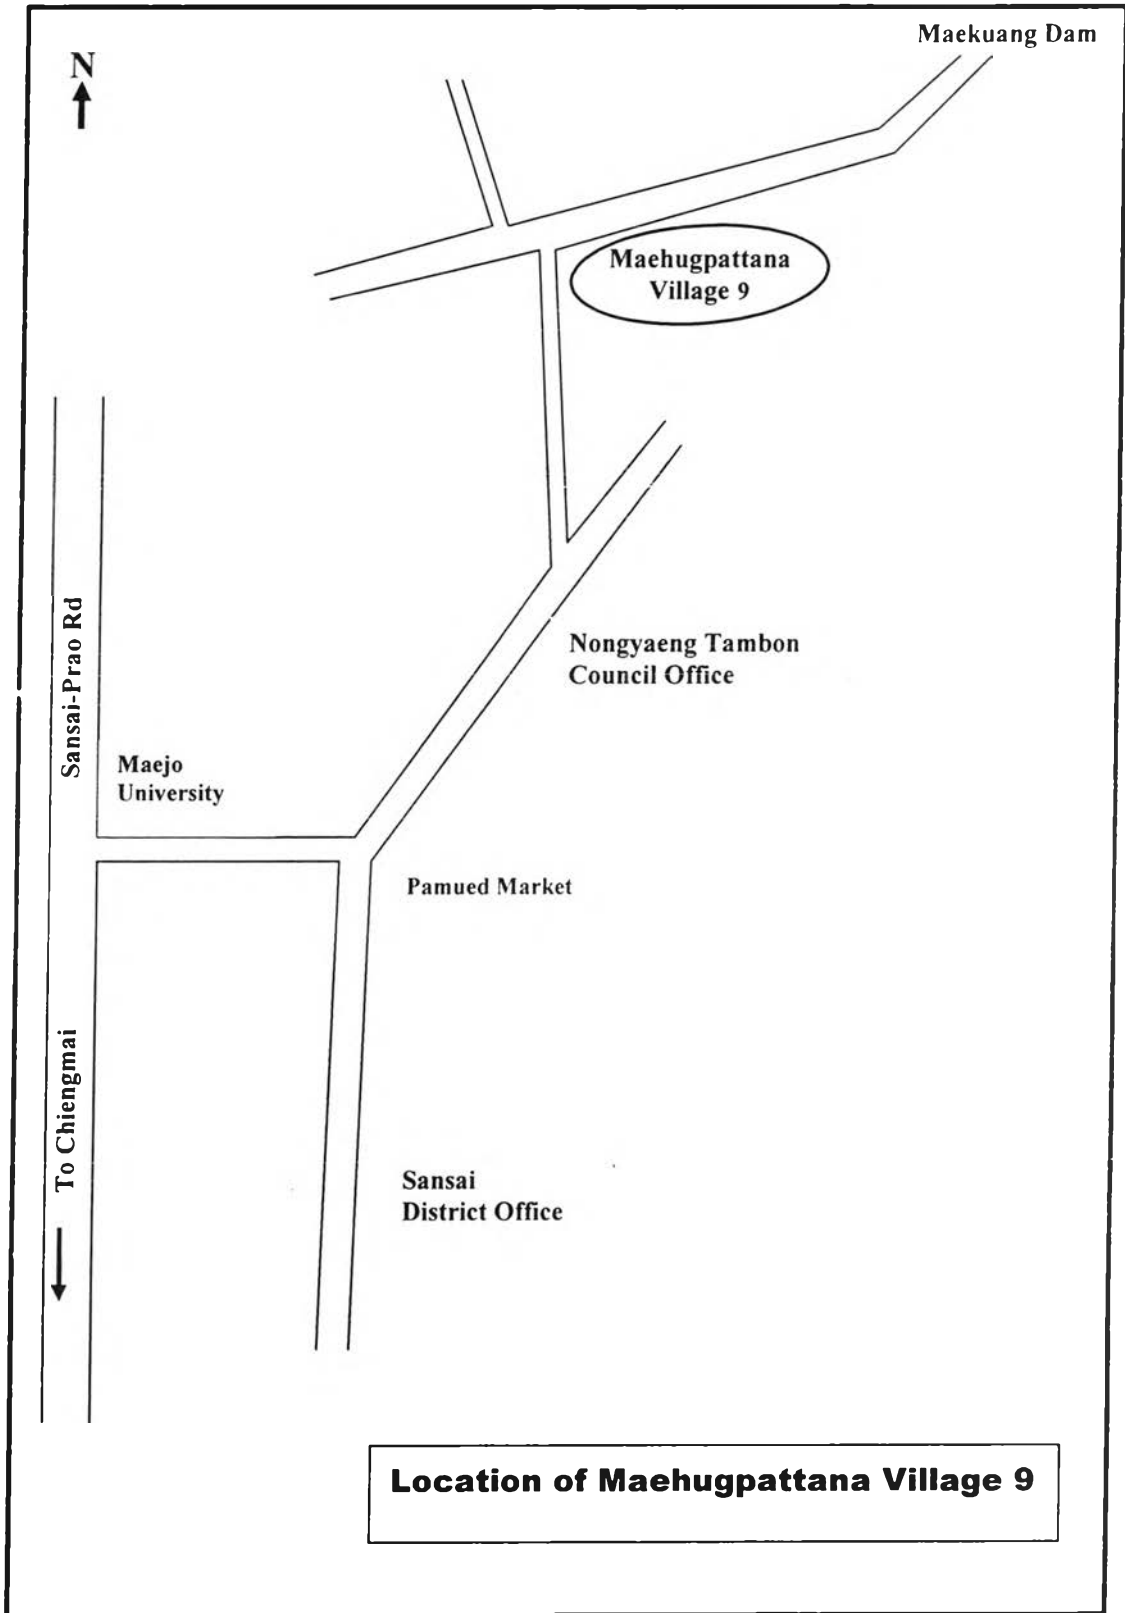 Maekuang Dam
N
Maehugpattana
Village 9
Nongyaeng Tambon
Council Office
Sansai-Prao Rd
Maejo
University
Pamued Market
To Chiengmai
Sansai
District Office
Location of Maehugpattana Village 9